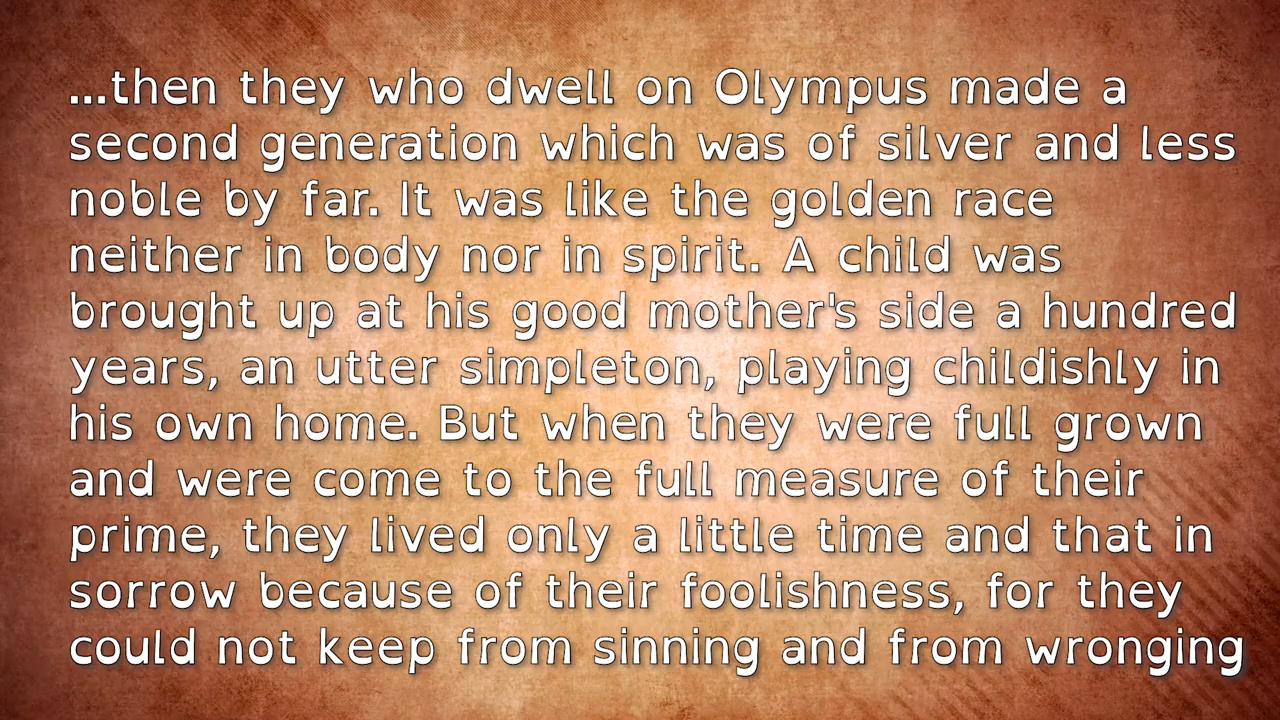 ...then they who dwell on Olympus made a
second generation which was of silver and less
noble by far. It was like the golden race
neither in body nor in spirit. A child was
brought up at his good mother's side a hundred
years, an utter simpleton, playing childishly in
his own home. But when they were full grown
and were come to the full measure of their
prime, they lived only a little time and that in
sorrow because of their foolishness, for they
could not keep from sinning and from wronging